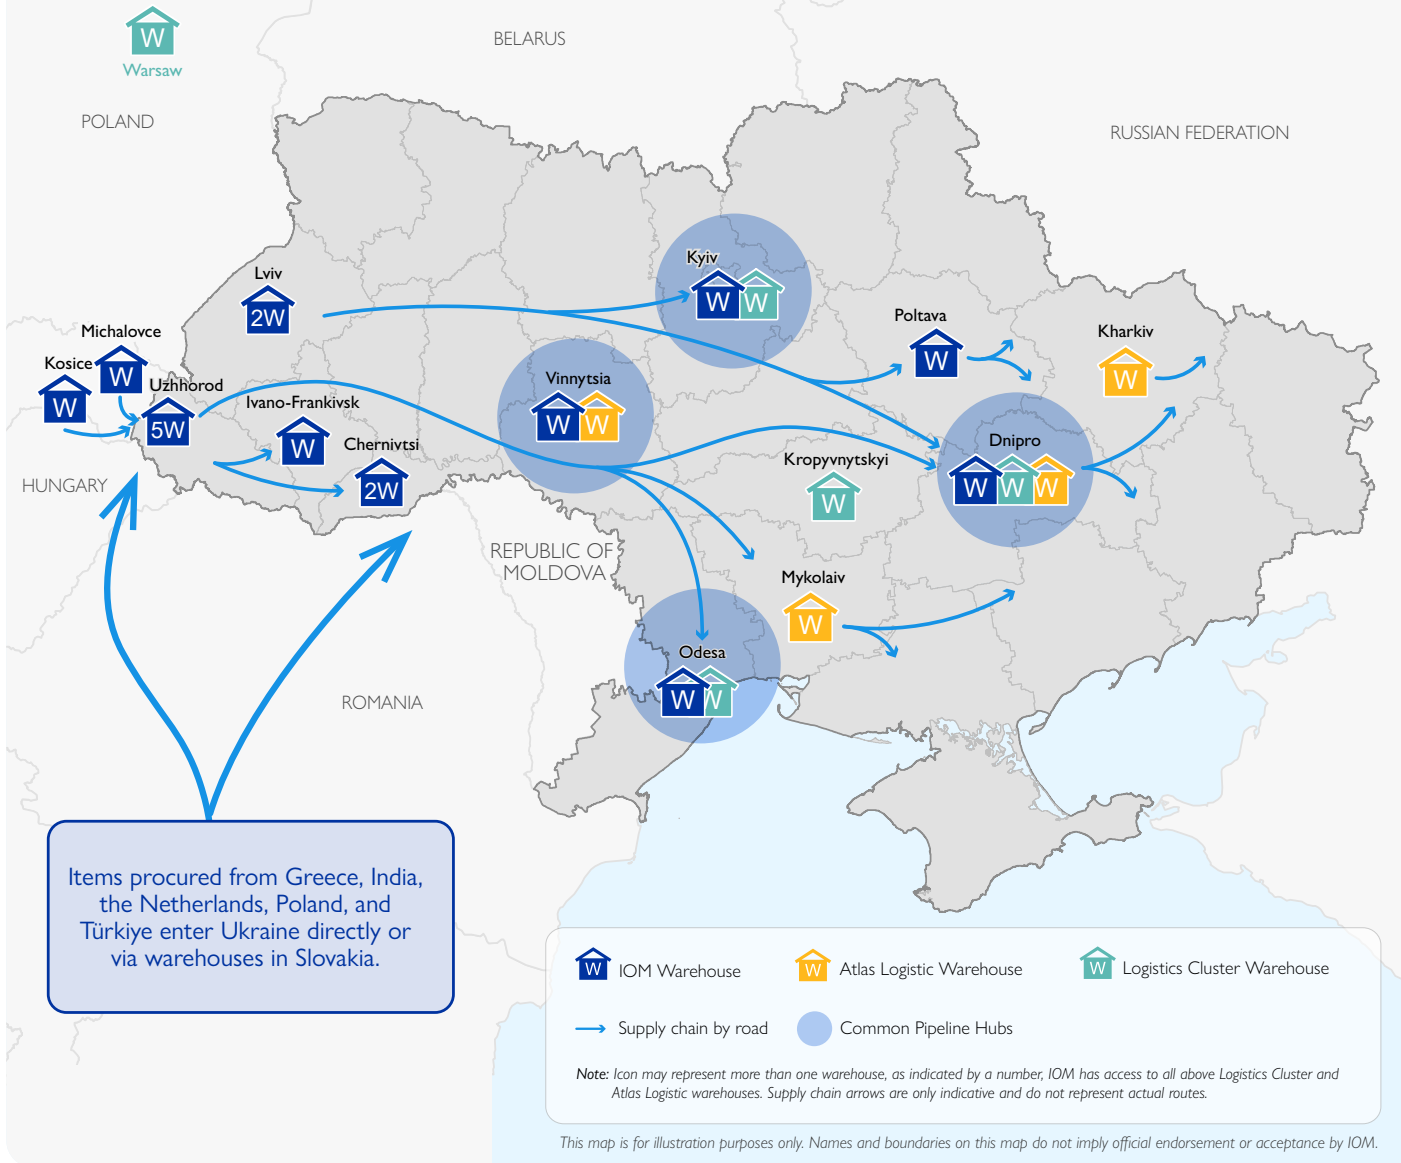 W
Warsaw
BELARUS
POLAND
RUSSIAN FEDERATION
Kyiv
W W
Lviv
2W
Poltava
W
Kharkiv
W
Michalovce
W
Kosice
W
Uzhhorod
5W
Vinnytsia
W W
Ivano-Frankivsk
W
Chernivtsi
2W
Dnipro
W W W
Kropyvnytskyi
W
HUNGARY
REPUBLIC OF
MOLDOVA
Mykolaiv
W
Odesa
W W
ROMANIA
Items procured from Greece, India,
the Netherlands, Poland, and
Türkiye enter Ukraine directly or
via warehouses in Slovakia.
W IOM Warehouse
W Atlas Logistic Warehouse
W Logistics Cluster Warehouse
Supply chain by road
Common Pipeline Hubs
Note: Icon may represent more than one warehouse, as indicated by a number, IOM has access to all above Logistics Cluster and
Atlas Logistic warehouses. Supply chain arrows are only indicative and do not represent actual routes.
This map is for illustration purposes only. Names and boundaries on this map do not imply official endorsement or acceptance by IOM.